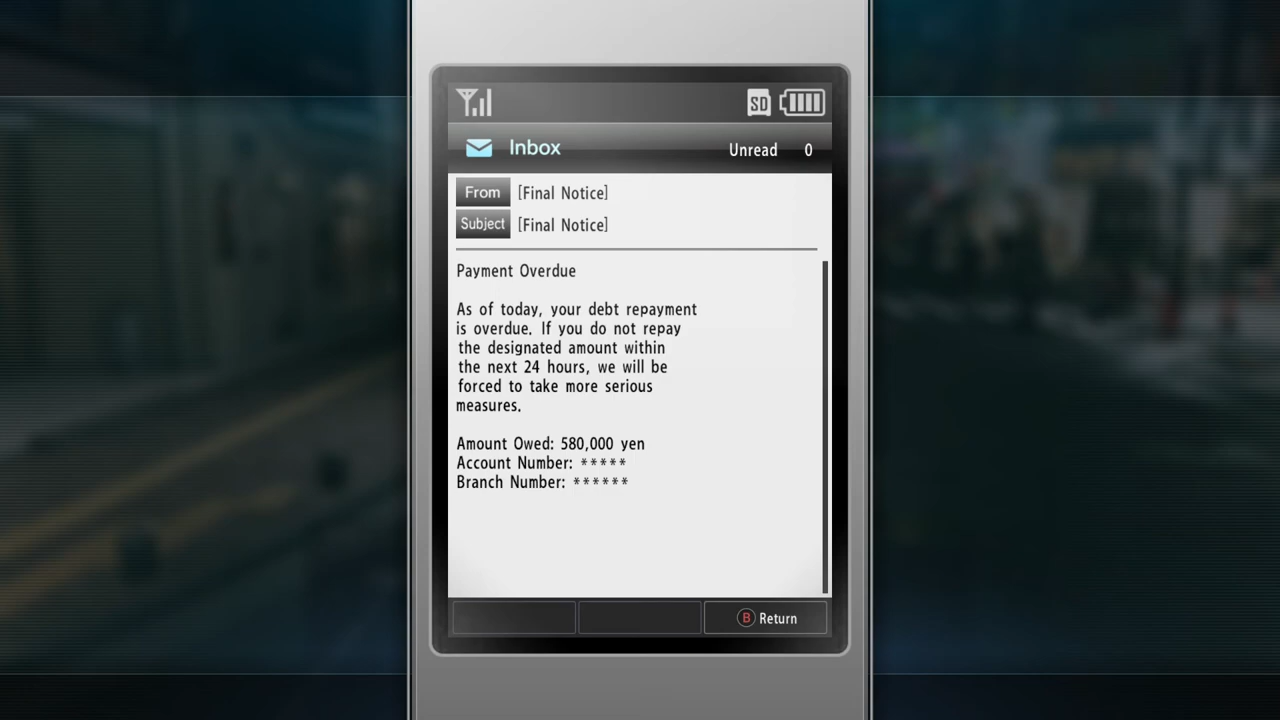 SD
Inbox
Unread 0
From [Final Notice]
Subject [Final Notice]
Payment Overdue
As of today, your debt repayment
is overdue. If you do not repay
the designated amount within
the next 24 hours, we will be
forced to take more serious
measures.
Amount Owed: 580,000 yen
Account Number: *****
Branch Number: ******
B Return